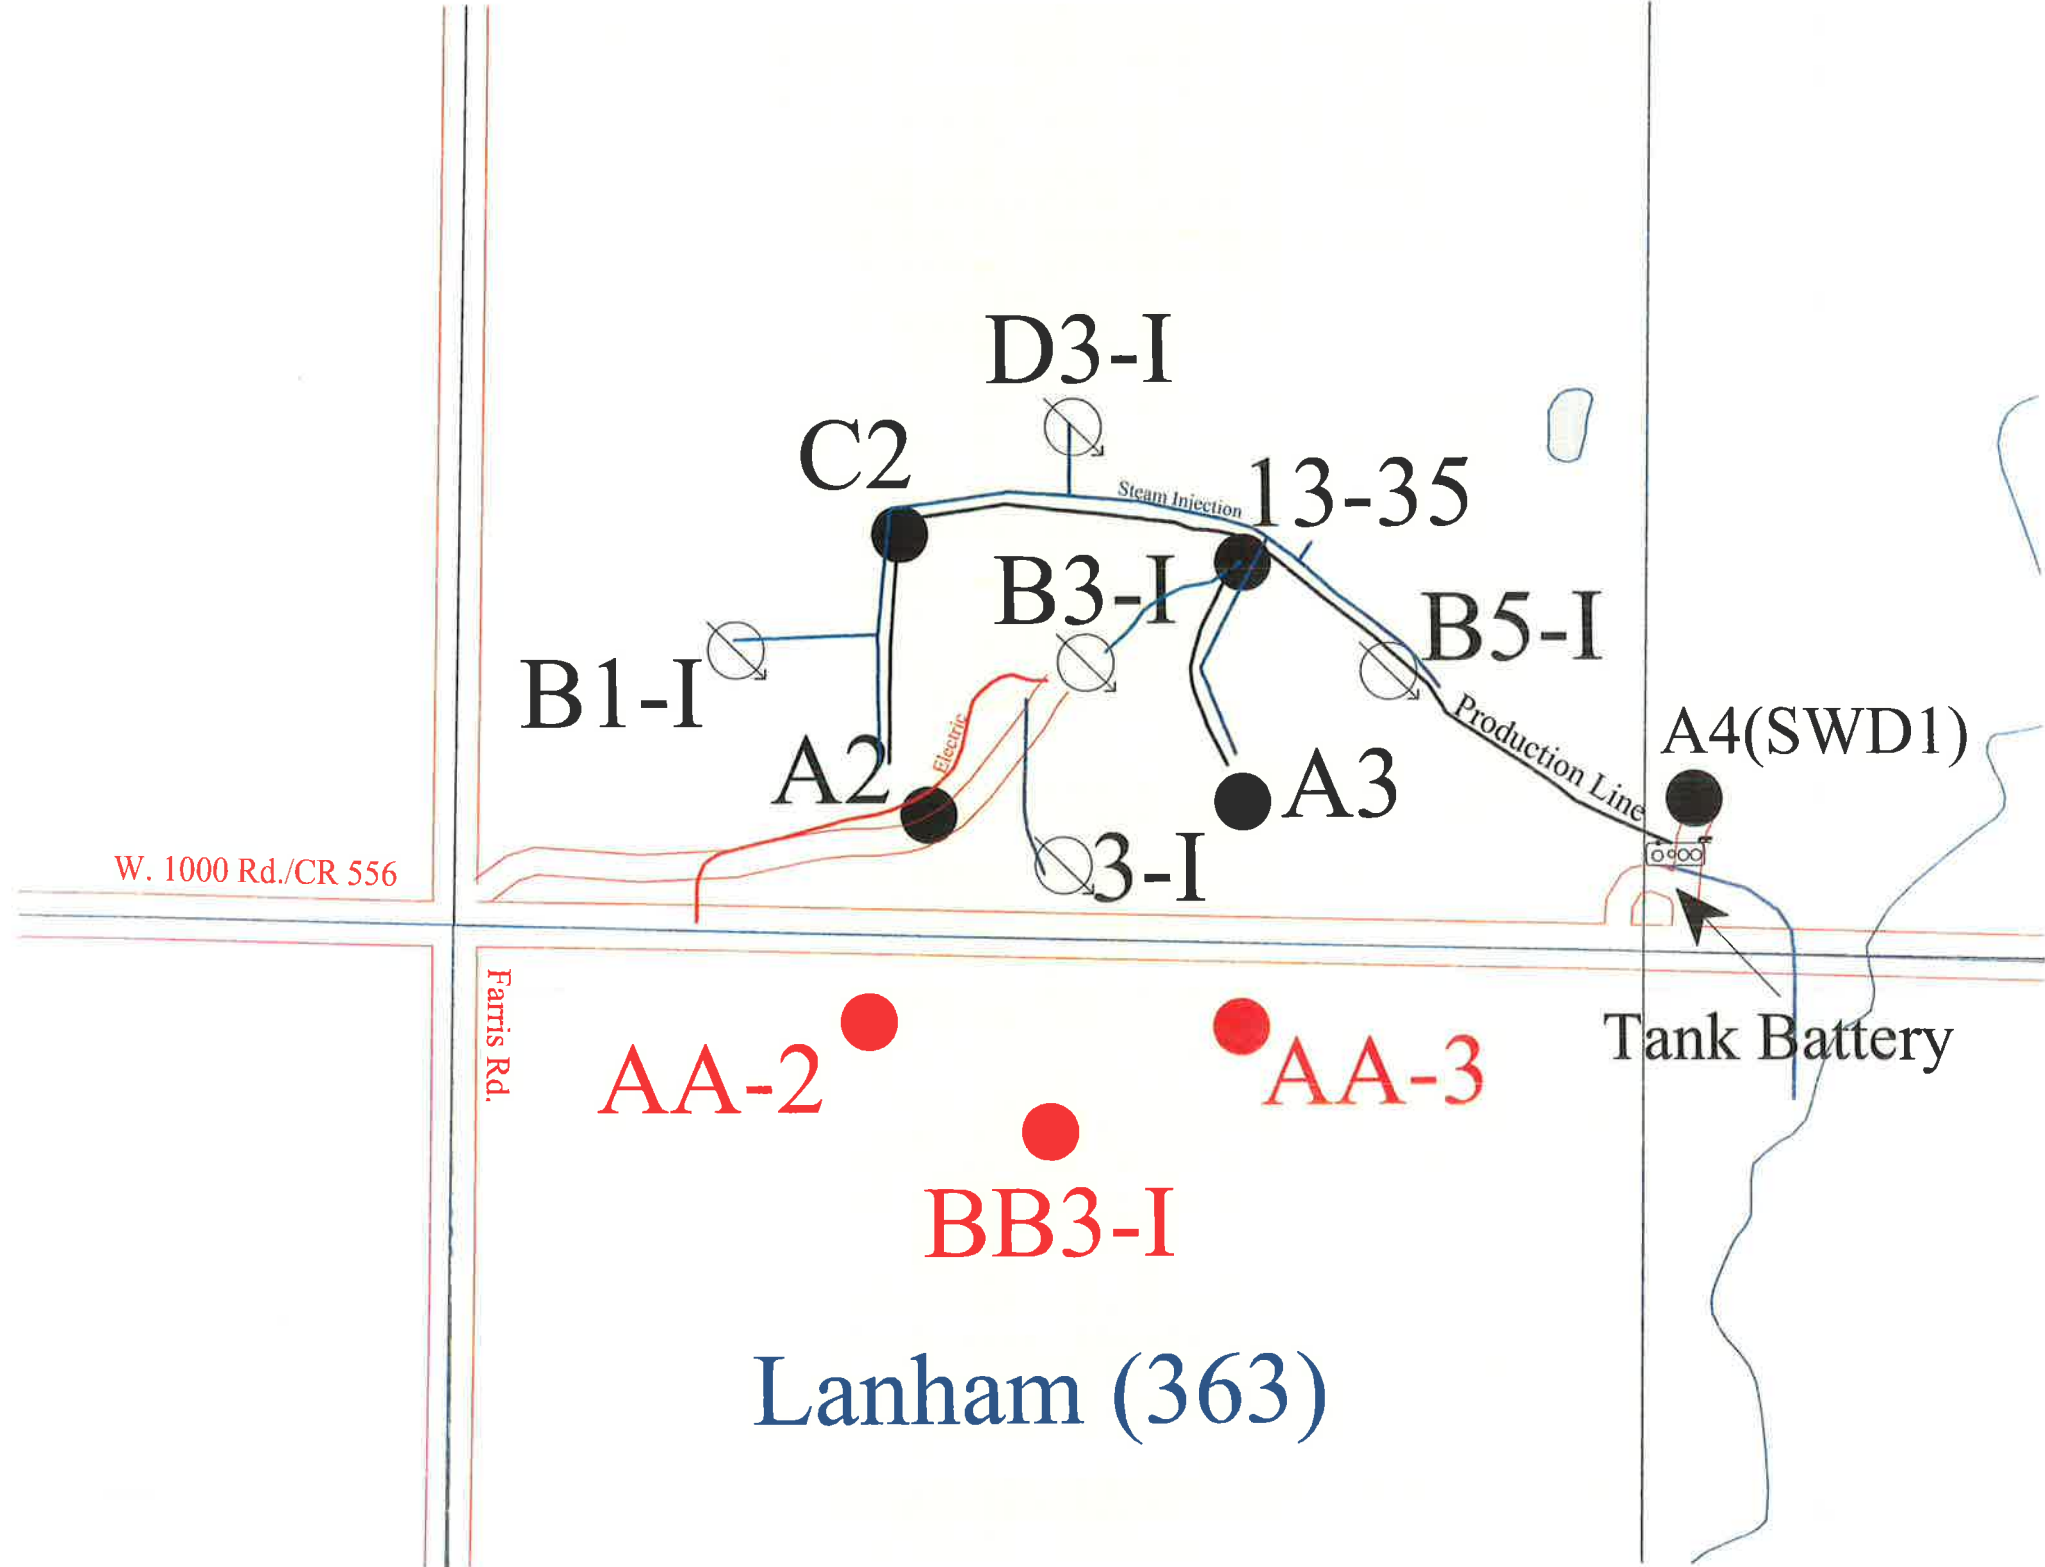 D3-I
C2
Steam Injection
13-35
B3-I
B5-I
B1-I
Production Line
A4(SWD1)
Electric
A2
A3
3-I
W. 1000 Rd./CR 556
Farris Rd.
AA-2
AA-3
Tank Battery
BB3-I
Lanham (363)